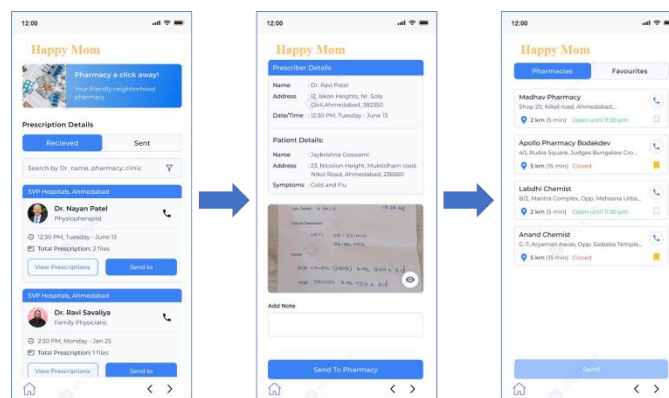 12:00
Happy Mom
Pharmacy a click away!
Your friendly neighborhood
pharmacy
Prescription Details
Recieved
Sent
Search by Dr. name, pharmacy, clinic
SVP Hospitals, Ahmedabad
Dr. Nayan Patel
Physiotherapist
12:30 PM, Tuesday - June 13
Total Prescription: 2 files
View Prescriptions
Send to
SVP Hospitals, Ahmedabad
Dr. Ravi Savaliya
Family Physicians
2:30 PM, Monday - Jan 25
Total Prescription: 1 files
View Prescriptions
Send to
12:00
Happy Mom
Prescriber Details
Name : Dr. Ravi Patel
Address : 12, Iskon Heights, Nr. Sola
Civil,Ahmedabad, 382350
Date/Time : 12:30 PM, Tuesday - June 13
Patient Details:
Name : Jaykrishna Goswami
Address : 23, Nicolion Height, Muktidham road,
Nikol Road, Ahmedabad, 236560
Symptoms : Cold and Flu
Add Note
Send To Pharmacy
12:00
Happy Mom
Pharmacies
Favourites
Madhav Pharmacy
Shop 20, Nikol road, Ahmedabad,...
2 km (5 min) Open until 11:30 pm
Apollo Pharmacy Bodakdev
40, Rudra Square, Judges Bungalow Cro...
5 km (15 min) Closed
Labdhi Chemist
B/2, Mantra Complex, Opp. Mehsana Urba...
2 km (5 min) Open until 11:30 pm
Anand Chemist
G-7, Aryaman Aavas, Opp. Saibaba Temple...
5 km (15 min) Closed
Send